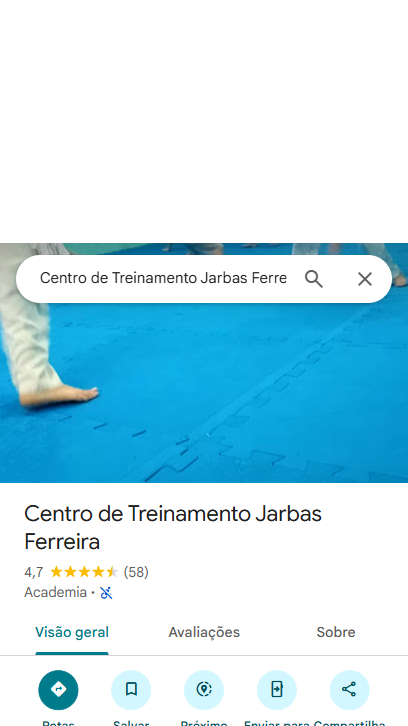 Centro de Treinamento Jarbas Ferre
Centro de Treinamento Jarbas
Ferreira
4,7 (58)
Academia ·
Visão geral Avaliações Sobre
Rotas Salvar Próximo Enviar para Compartilha